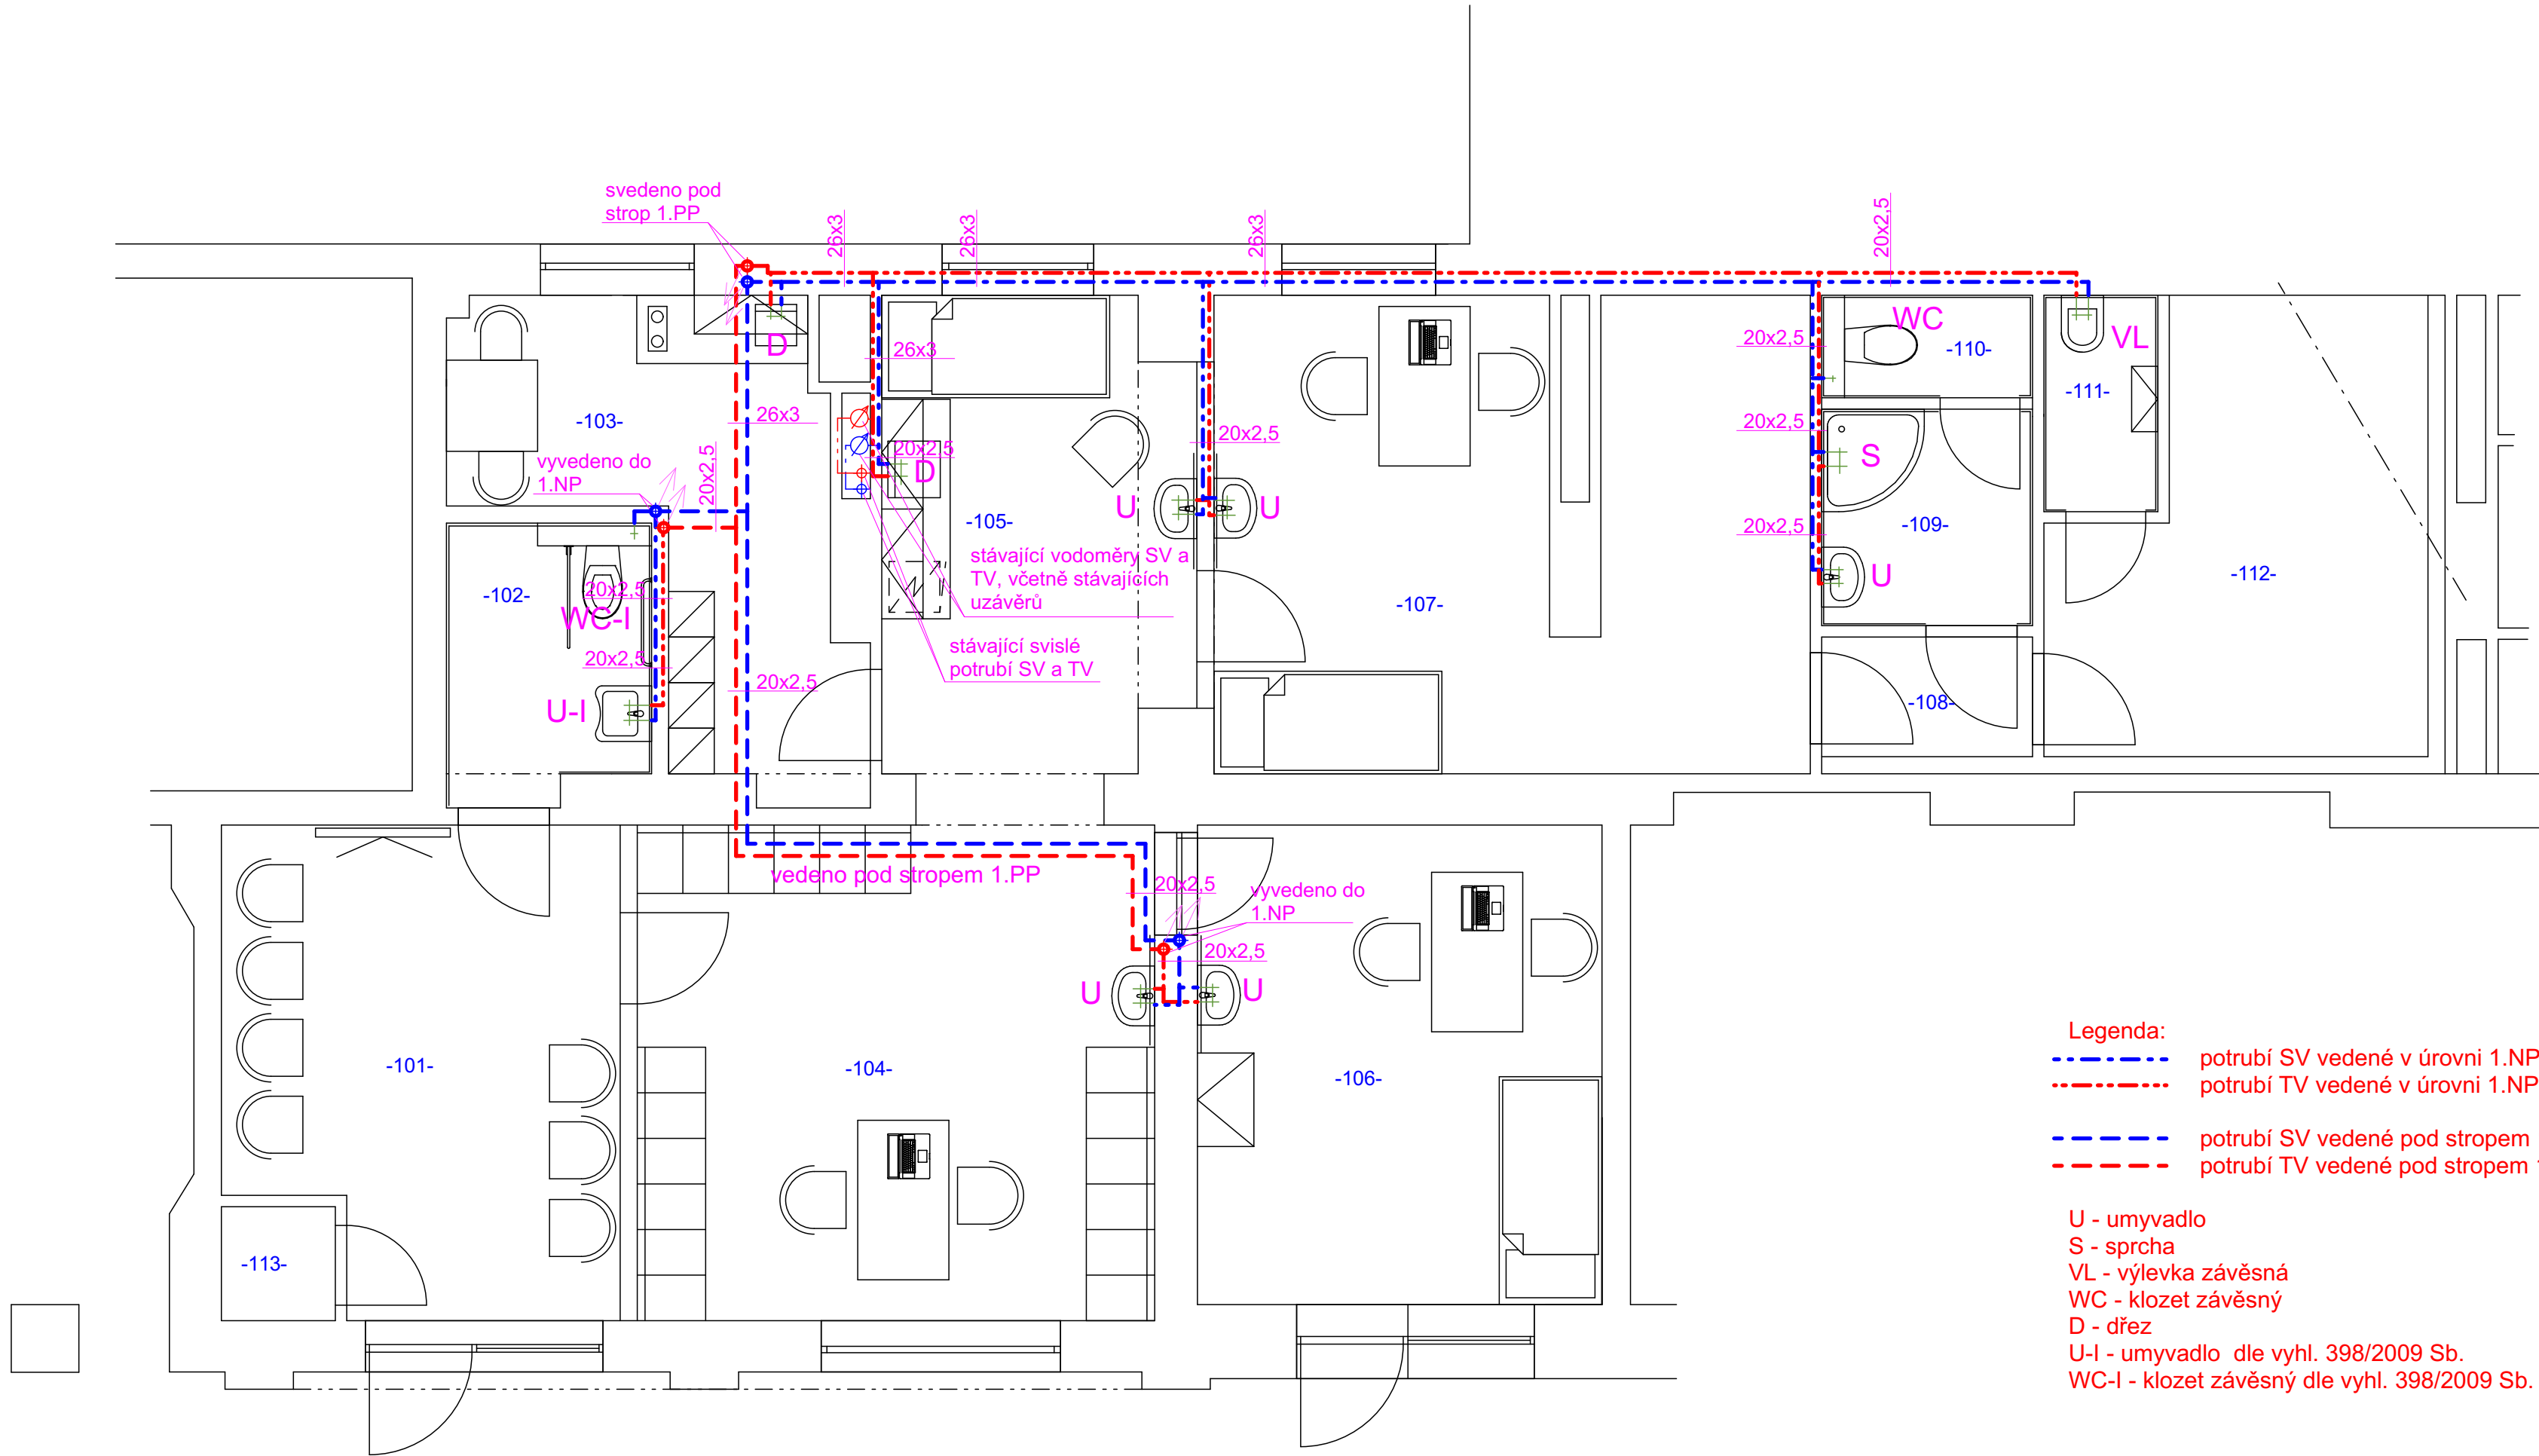 svedeno pod
strop 1.PP
26x3
26x3
26x3
20x2,5
D
26x3
WC
-110-
VL
20x2,5
-111-
-103-
26x3
20x2,5
20x2,5
20x2,5
D
S
vyvedeno do
1.NP
20x2,5
U
U
-105-
20x2,5
-109-
stávající vodoměry SV a
TV, včetně stávajících
uzávěrů
U
-112-
-102-
20x2,5
WC-I
-107-
stávající svislé
potrubí SV a TV
20x2,5
20x2,5
U-I
-108-
vedeno pod stropem 1.PP
20x2,5
vyvedeno do
1.NP
20x2,5
U
U
-101-
-104-
-106-
-113-
Legenda:
potrubí SV vedené v úrovni 1.NP
potrubí TV vedené v úrovni 1.NP
potrubí SV vedené pod stropem
potrubí TV vedené pod stropem
U - umyvadlo
S - sprcha
VL - výlevka závěsná
WC - klozet závěsný
D - dřez
U-I - umyvadlo dle vyhl. 398/2009 Sb.
WC-I - klozet závěsný dle vyhl. 398/2009 Sb.